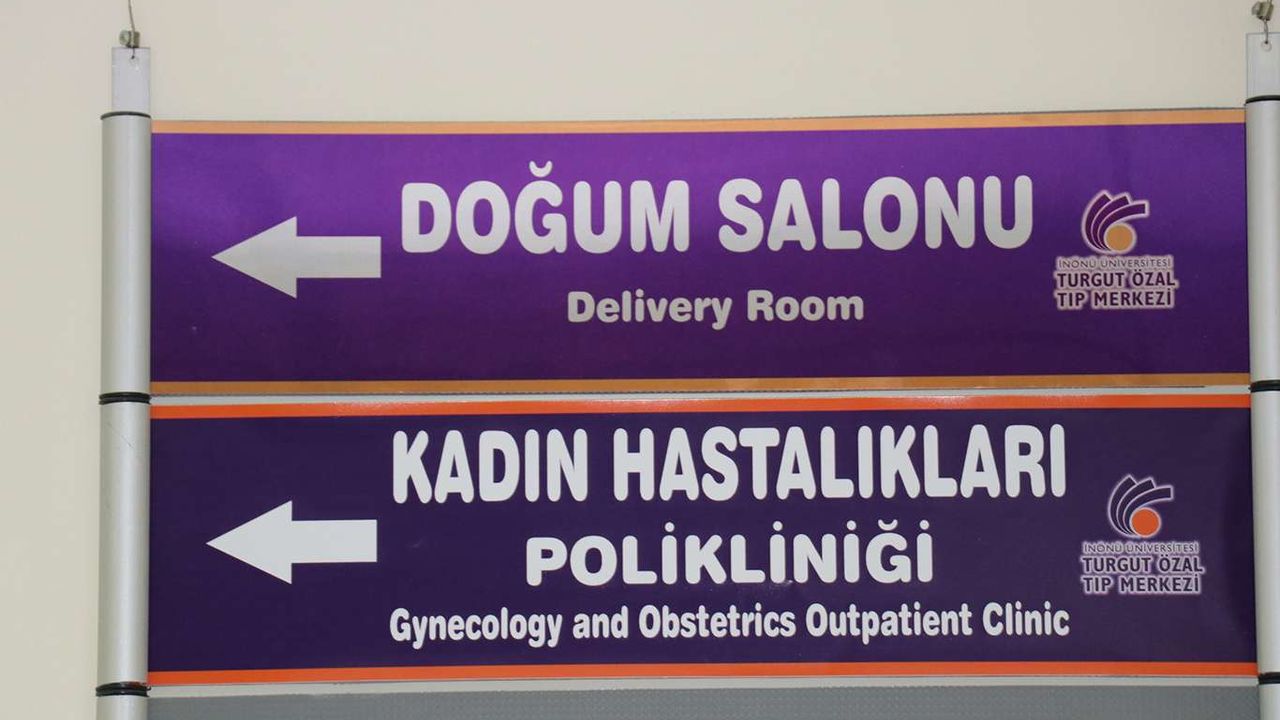 DOĞUM SALONU
Delivery Room
İNÖNÜ ÜNİVERSİTESİ
TURGUT ÖZAL
TIP MERKEZİ
KADIN HASTALIKLARI
POLİKLİNİĞİ
Gynecology and Obstetrics Outpatient Clinic
İNÖNÜ ÜNİVERSİTESİ
TURGUT ÖZAL
TIP MERKEZİ